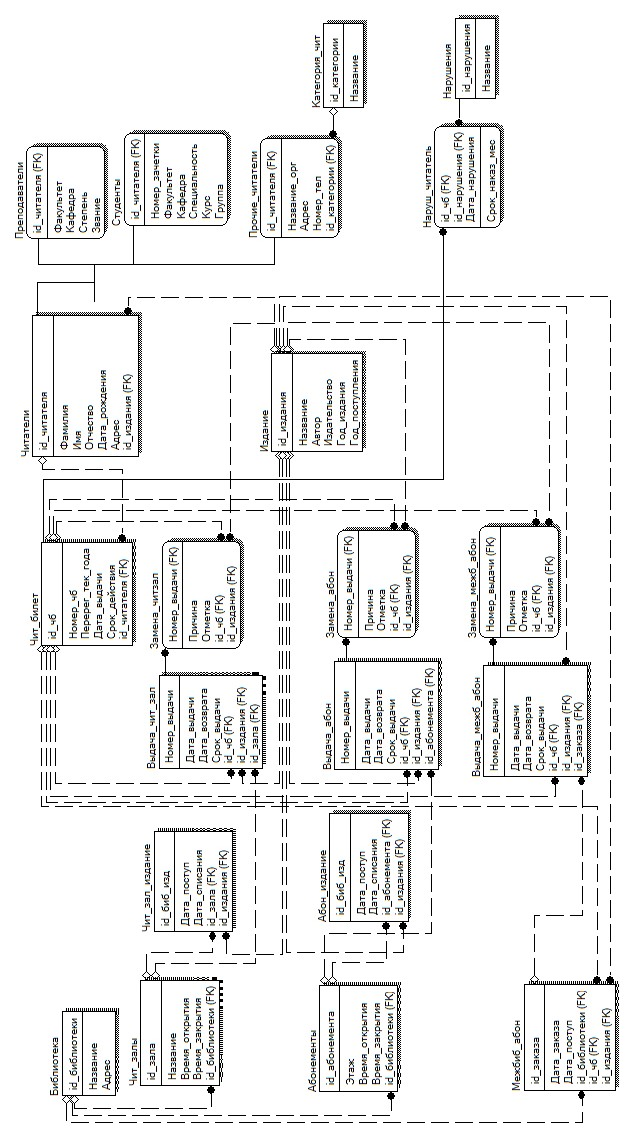 Библиотека
id_библиотеки
Название
Адрес
Чит_залы
id_зала
Название
Время_открытия
Время_закрытия
id_библиотеки (FK)
Абонементы
id_абонемента
Этаж
Время_открытия
Время_закрытия
id_библиотеки (FK)
Межбиб_абон
id_заказа
Дата_заказа
Дата_поступ
id_библиотеки (FK)
id_чб (FK)
id_издания (FK)
Чит_зал_издание
id_биб_изд
Дата_поступ
Дата_списания
id_зала (FK)
id_издания (FK)
Абон_издание
id_биб_изд
Дата_поступ
Дата_списания
id_абонемента (FK)
id_издания (FK)
Чит_билет
id_чб
Номер_чб
Перерег_тек_года
Дата_выдачи
Срок_действия
id_читателя (FK)
Выдача_чит_зал
Номер_выдачи
Дата_выдачи
Дата_возврата
Срок_выдачи
id_чб (FK)
id_издания (FK)
id_зала (FK)
Замена_читзал
Номер_выдачи (FK)
Причина
Отметка
id_чб (FK)
id_издания (FK)
Выдача_абон
Номер_выдачи
Дата_выдачи
Дата_возврата
Срок_выдачи
id_чб (FK)
id_издания (FK)
id_абонемента (FK)
Замена_абон
Номер_выдачи (FK)
Причина
Отметка
id_чб (FK)
id_издания (FK)
Выдача_межб_абон
Номер_выдачи
Дата_выдачи
Дата_возврата
Срок_выдачи
id_чб (FK)
id_издания (FK)
id_заказа (FK)
Замена_межб_абон
Номер_выдачи (FK)
Причина
Отметка
id_чб (FK)
id_издания (FK)
Читатели
id_читателя
Фамилия
Имя
Отчество
Дата_рождения
Адрес
id_издания (FK)
Издание
id_издания
Название
Автор
Издательство
Год_издания
Год_поступления
Преподаватели
id_читателя (FK)
Факультет
Кафедра
Степень
Звание
Студенты
id_читателя (FK)
Номер_зачетки
Факультет
Кафедра
Специальность
Курс
Группа
Прочие_читатели
id_читателя (FK)
Название_орг
Адрес
Номер_тел
id_категории (FK)
Категория_чит
id_категории
Название
Наруш_читатель
id_чб (FK)
id_нарушения (FK)
Дата_нарушения
Срок_наказ_мес
Нарушения
id_нарушения
Название